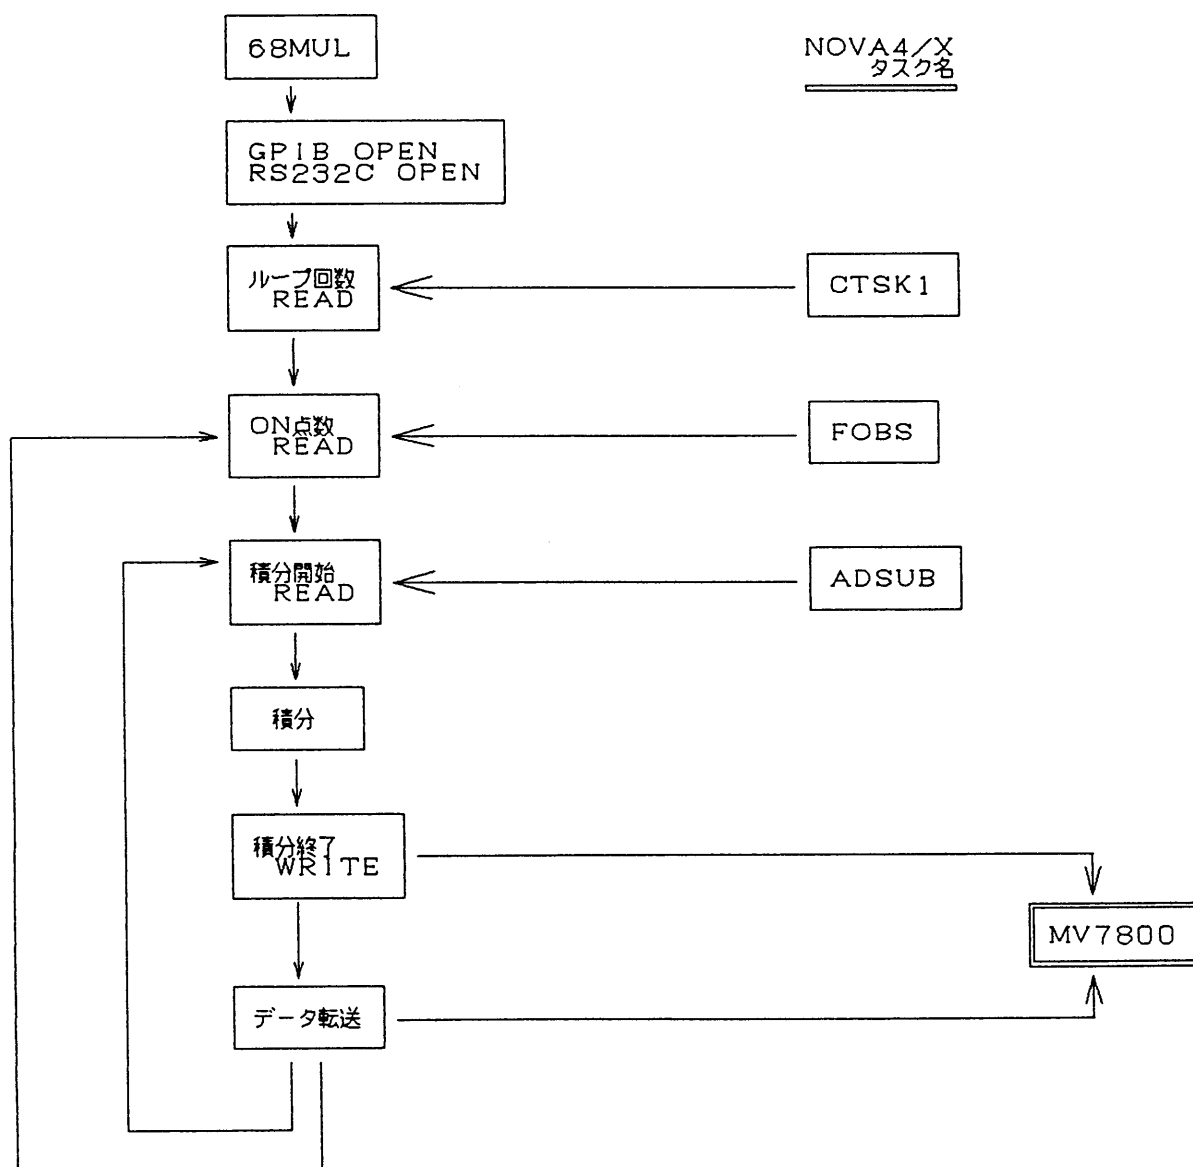 68MUL
NOVA4/X
タスク名
GPIB OPEN
RS232C OPEN
ループ回数
READ
CTSK1
ON点数
READ
FOBS
積分開始
READ
ADSUB
積分
積分終了
WRITE
MV7800
データ転送